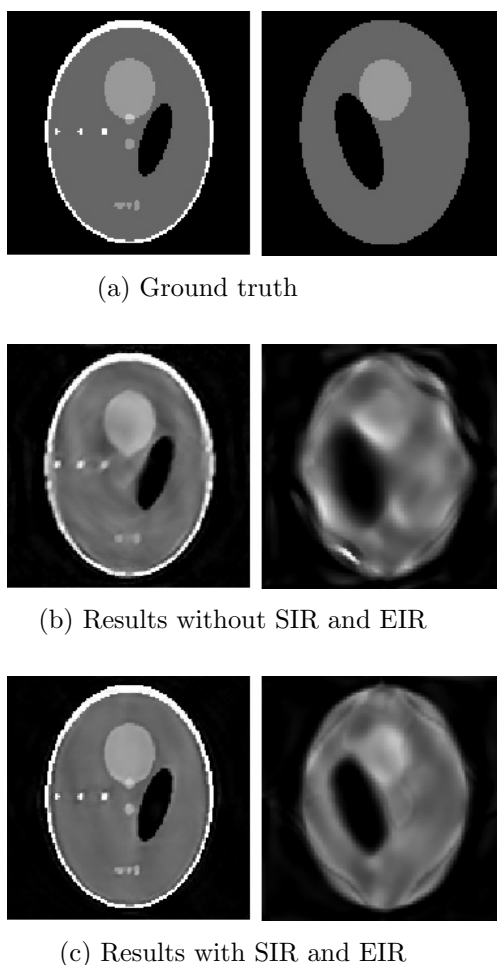 (a) Ground truth
(b) Results without SIR and EIR
(c) Results with SIR and EIR